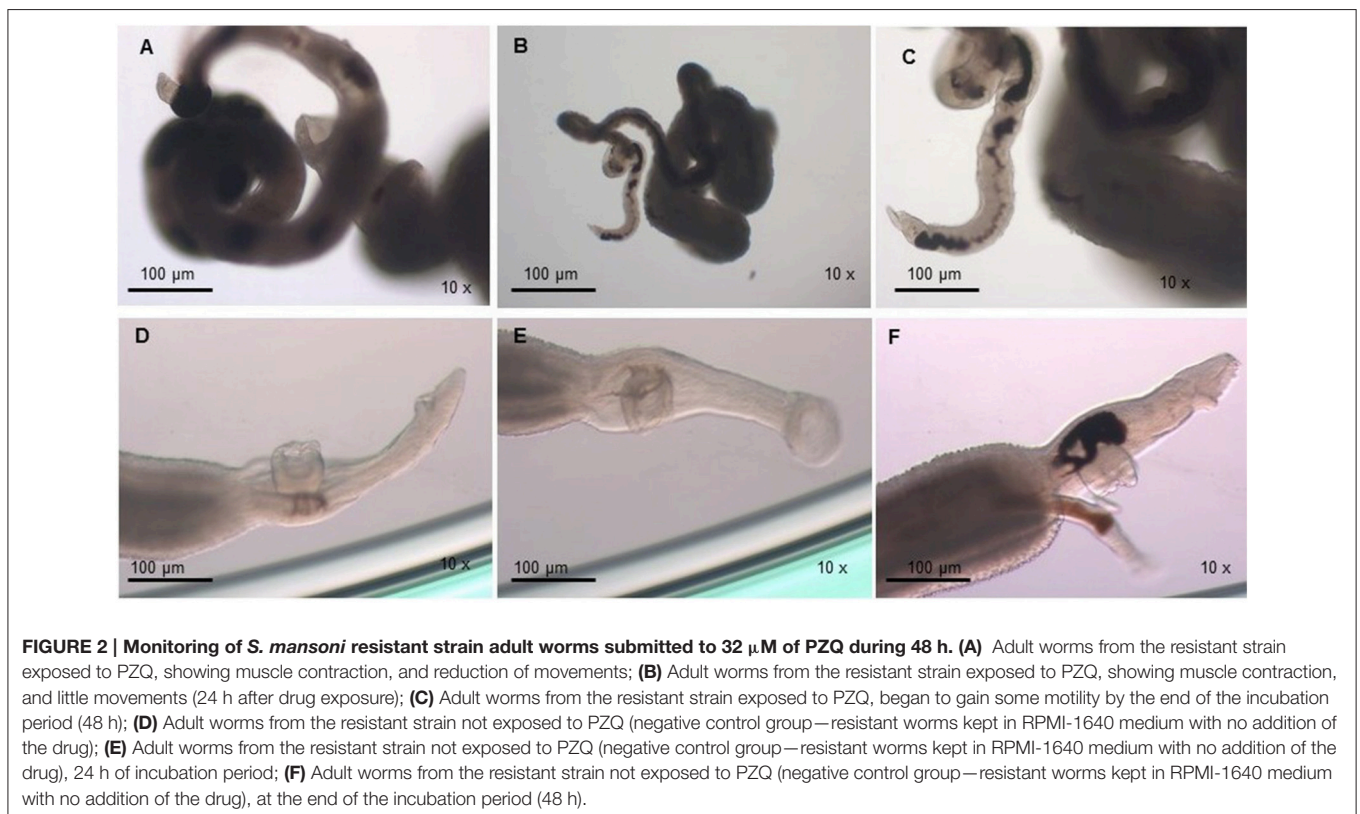 A
100 µm
10 x
B
100 µm
10 x
C
100 µm
10 x
D
100 µm
10 x
E
100 µm
10 x
F
100 µm
10 x
FIGURE 2 | Monitoring of S. mansoni resistant strain adult worms submitted to 32 µM of PZQ during 48 h. (A) Adult worms from the resistant strain
exposed to PZQ, showing muscle contraction, and reduction of movements; (B) Adult worms from the resistant strain exposed to PZQ, showing muscle contraction,
and little movements (24 h after drug exposure); (C) Adult worms from the resistant strain exposed to PZQ, began to gain some motility by the end of the incubation
period (48 h); (D) Adult worms from the resistant strain not exposed to PZQ (negative control group—resistant worms kept in RPMI-1640 medium with no addition of
the drug); (E) Adult worms from the resistant strain not exposed to PZQ (negative control group—resistant worms kept in RPMI-1640 medium with no addition of the
drug), 24 h of incubation period; (F) Adult worms from the resistant strain not exposed to PZQ (negative control group—resistant worms kept in RPMI-1640 medium
with no addition of the drug), at the end of the incubation period (48 h).